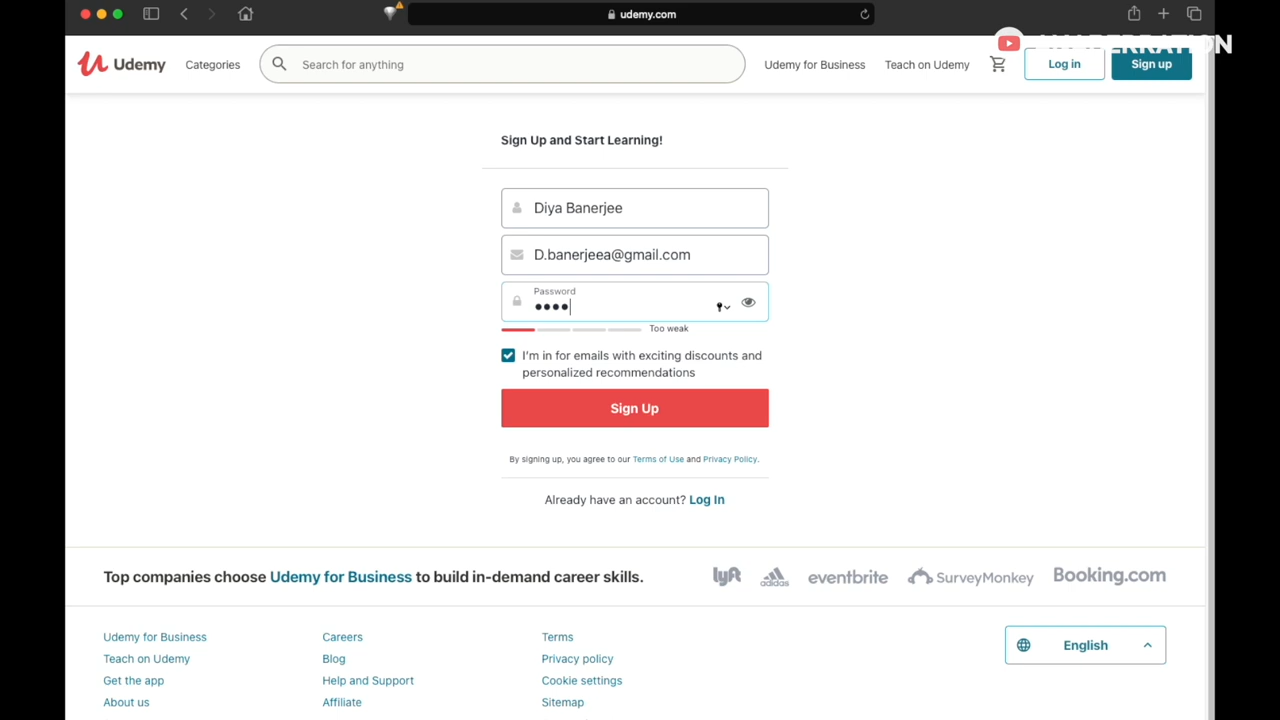 udemy.com
Udemy Categories Search for anything Udemy for Business Teach on Udemy Log in Sign up
Sign Up and Start Learning!
Diya Banerjee
D.banerjeea@gmail.com
Password
••••
Too weak
I'm in for emails with exciting discounts and
personalized recommendations
Sign Up
By signing up, you agree to our Terms of Use and Privacy Policy.
Already have an account? Log In
Top companies choose Udemy for Business to build in-demand career skills.
lyft adidas eventbrite SurveyMonkey Booking.com
Udemy for Business Careers Terms English
Teach on Udemy Blog Privacy policy
Get the app Help and Support Cookie settings
About us Affiliate Sitemap